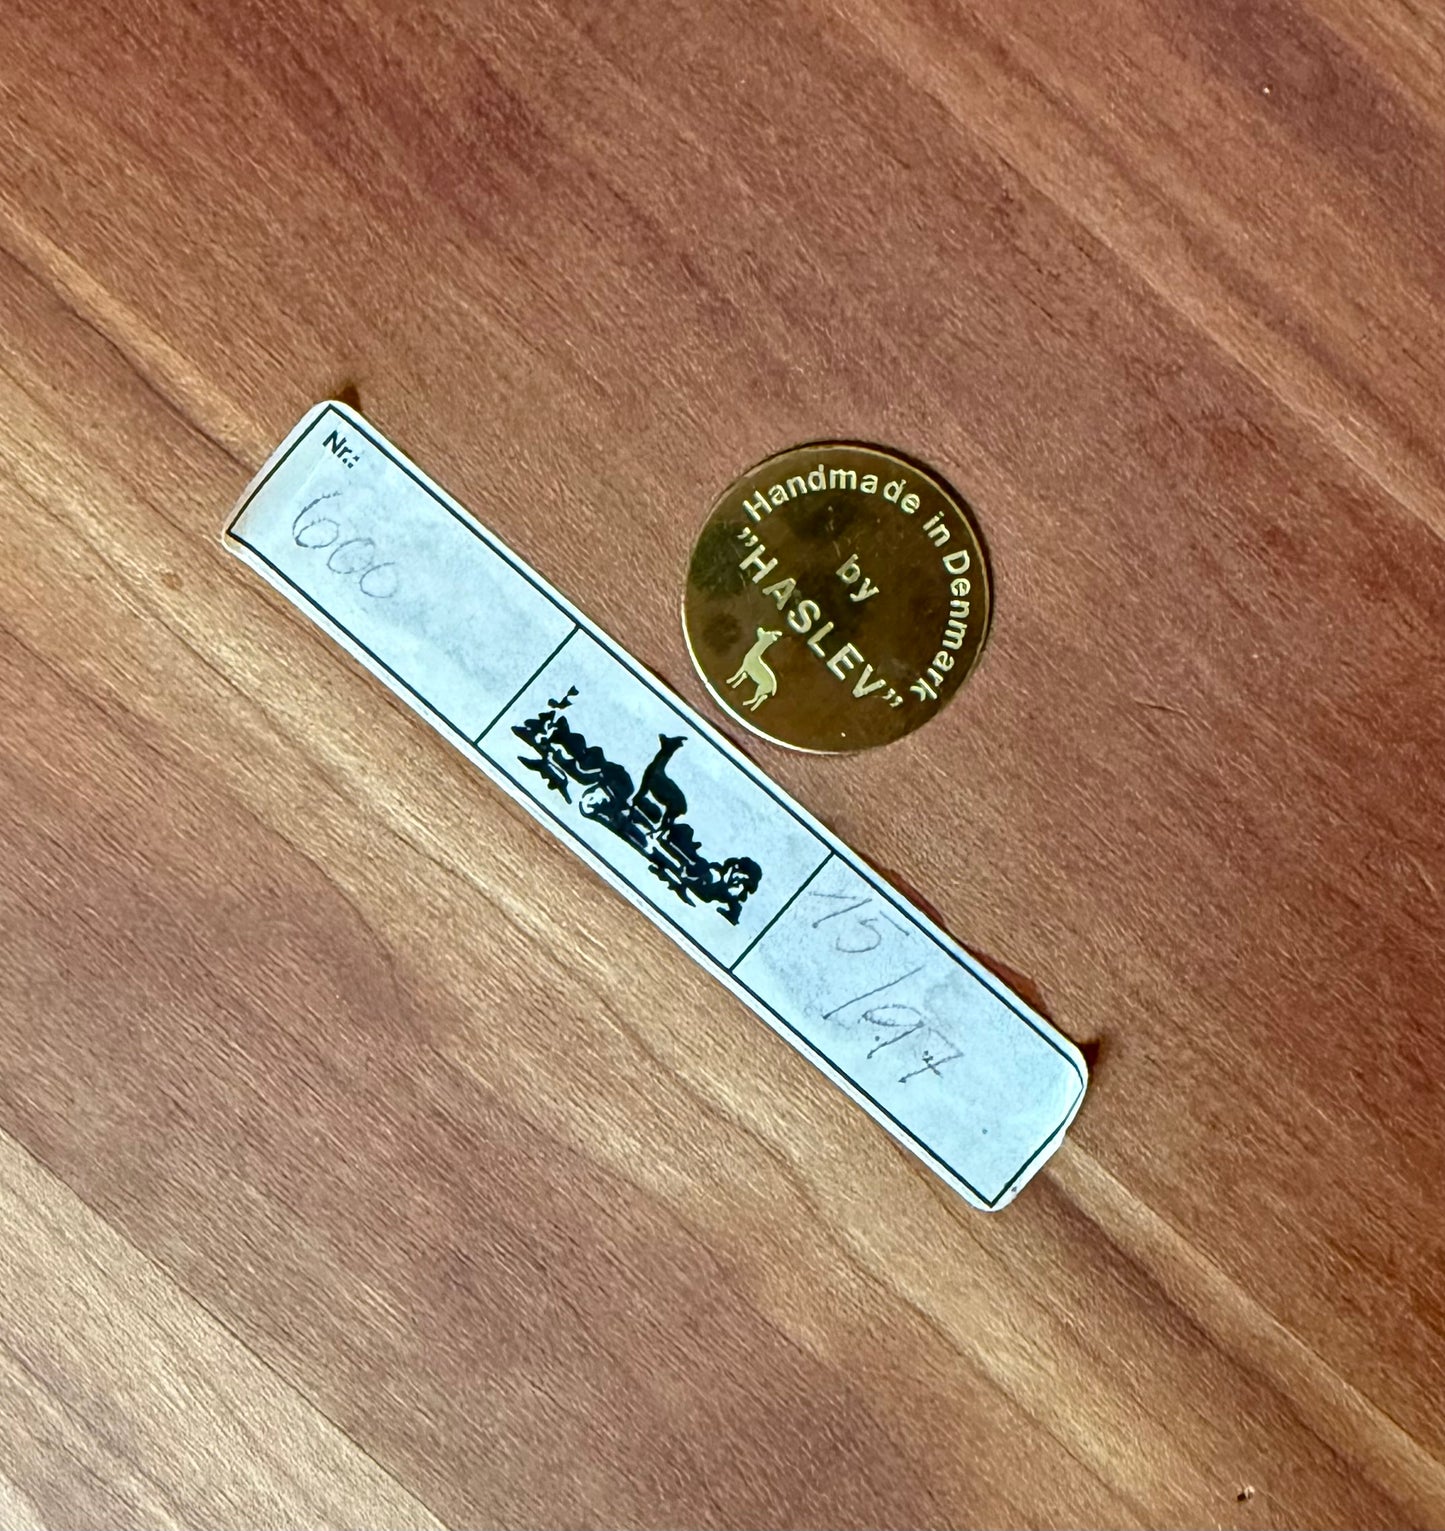 Nr.:
600
15/97
Handmade in Denmark
by
"HASLEV"